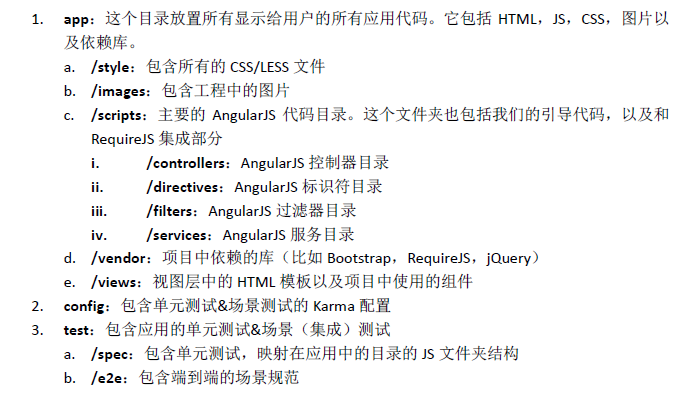 1. app：这个目录放置所有显示给用户的所有应用代码。它包括 HTML，JS，CSS，图片以
及依赖库。
a. /style：包含所有的 CSS/LESS 文件
b. /images：包含工程中的图片
c. /scripts：主要的 AngularJS 代码目录。这个文件夹也包括我们的引导代码，以及和
RequireJS 集成部分
i. /controllers：AngularJS 控制器目录
ii. /directives：AngularJS 标识符目录
iii. /filters：AngularJS 过滤器目录
iv. /services：AngularJS 服务目录
d. /vendor：项目中依赖的库（比如 Bootstrap，RequireJS，jQuery）
e. /views：视图层中的 HTML 模板以及项目中使用的组件
2. config：包含单元测试&场景测试的 Karma 配置
3. test：包含应用的单元测试&场景（集成）测试
a. /spec：包含单元测试，映射在应用中的目录的 JS 文件夹结构
b. /e2e：包含端到端的场景规范